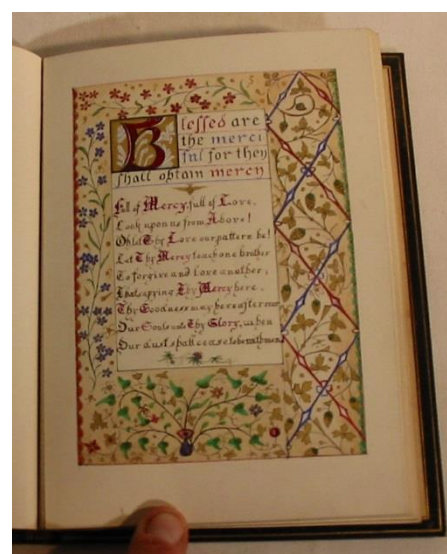 Blessed are
the merci
ful for they
shall obtain mercy
Full of Mercy, full of Love,
Look upon us from Above!
Oh let Thy Love our pattern be!
Let Thy Mercy teach one brother
To forgive and love another;
That copying Thy Mercy here,
Thy Goodness may hereafter rear
Our Souls unto Thy Glory, when
Our dust shall cease to be with men